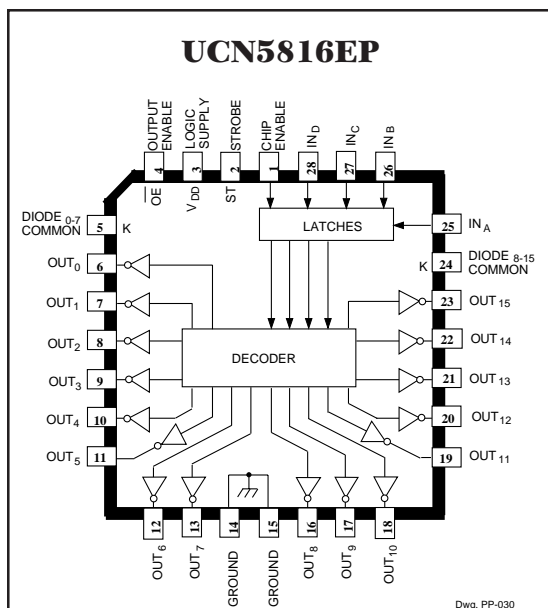 UCN5816EP
OUTPUT
ENABLE
LOGIC
SUPPLY
STROBE
CHIP
ENABLE
IND
INC
INB
4
3
2
1
28
27
26
OE
VDD
ST
DIODE 0-7
COMMON
5
K
LATCHES
25
INA
K
24
DIODE 8-15
COMMON
OUT0
6
23
OUT15
OUT1
7
22
OUT14
OUT2
8
DECODER
21
OUT13
OUT3
9
20
OUT12
OUT4
10
19
OUT11
OUT5
11
12
13
14
15
16
17
18
OUT6
OUT7
GROUND
GROUND
OUT8
OUT9
OUT10
Dwg. PP-030